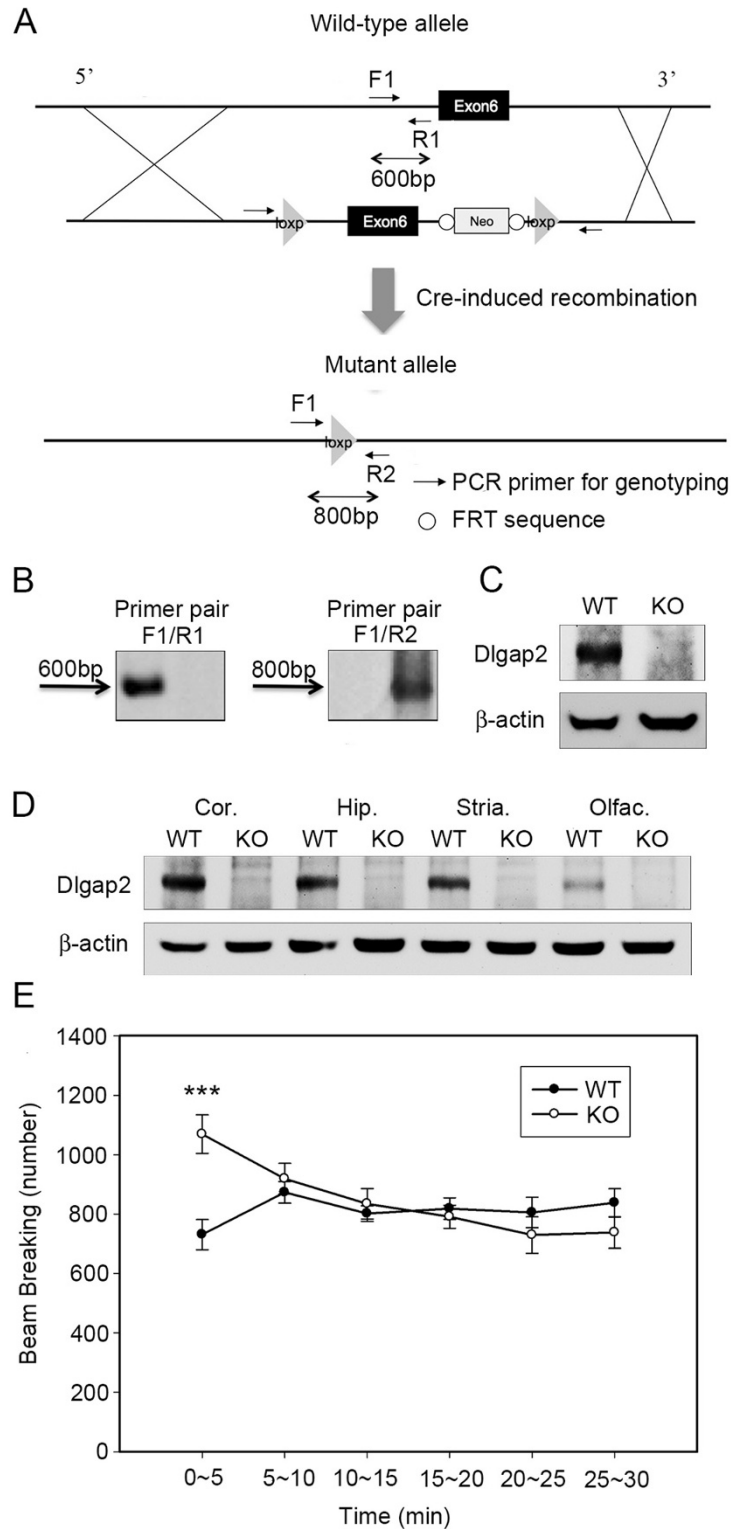 A
Wild-type allele
5’
3’
F1
Exon6
R1
600bp
loxp
Exon6
Neo
loxp
Cre-induced recombination
Mutant allele
F1
loxp
R2
800bp
PCR primer for genotyping
FRT sequence
B
Primer pair
F1/R1
600bp
Primer pair
F1/R2
800bp
C
WT KO
Dlgap2
β-actin
D
Cor. Hip. Stria. Olfac.
WT KO WT KO WT KO WT KO
Dlgap2
β-actin
E
Beam Breaking (number)
1400
1200
1000
800
600
400
200
0
***
WT
KO
0~5 5~10 10~15 15~20 20~25 25~30
Time (min)